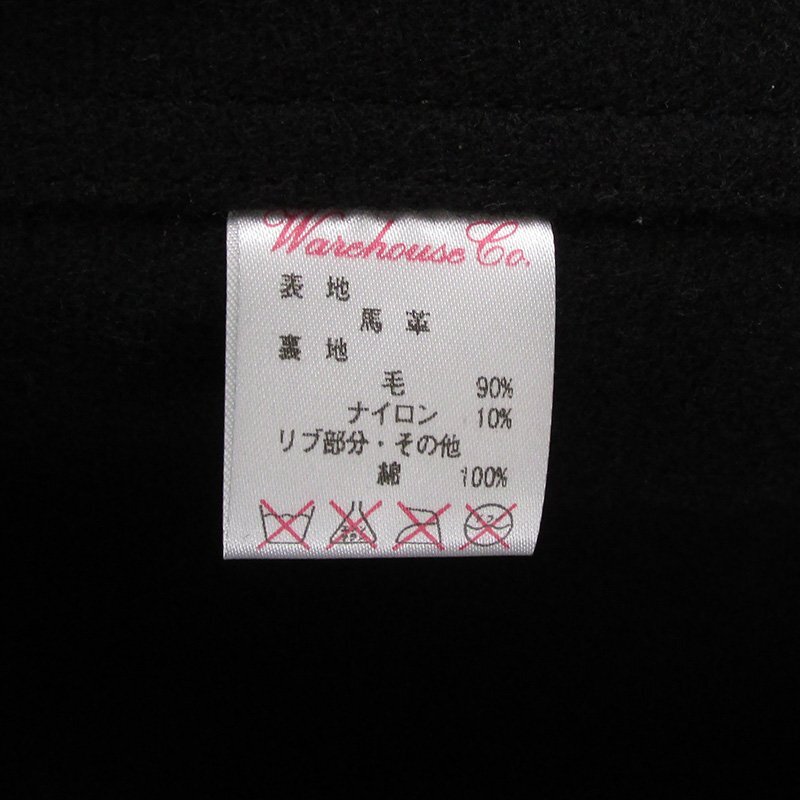 Warehouse Co.
表 地
馬 革
裏 地
毛 90%
ナイロン 10%
リブ部分・その他
綿 100%